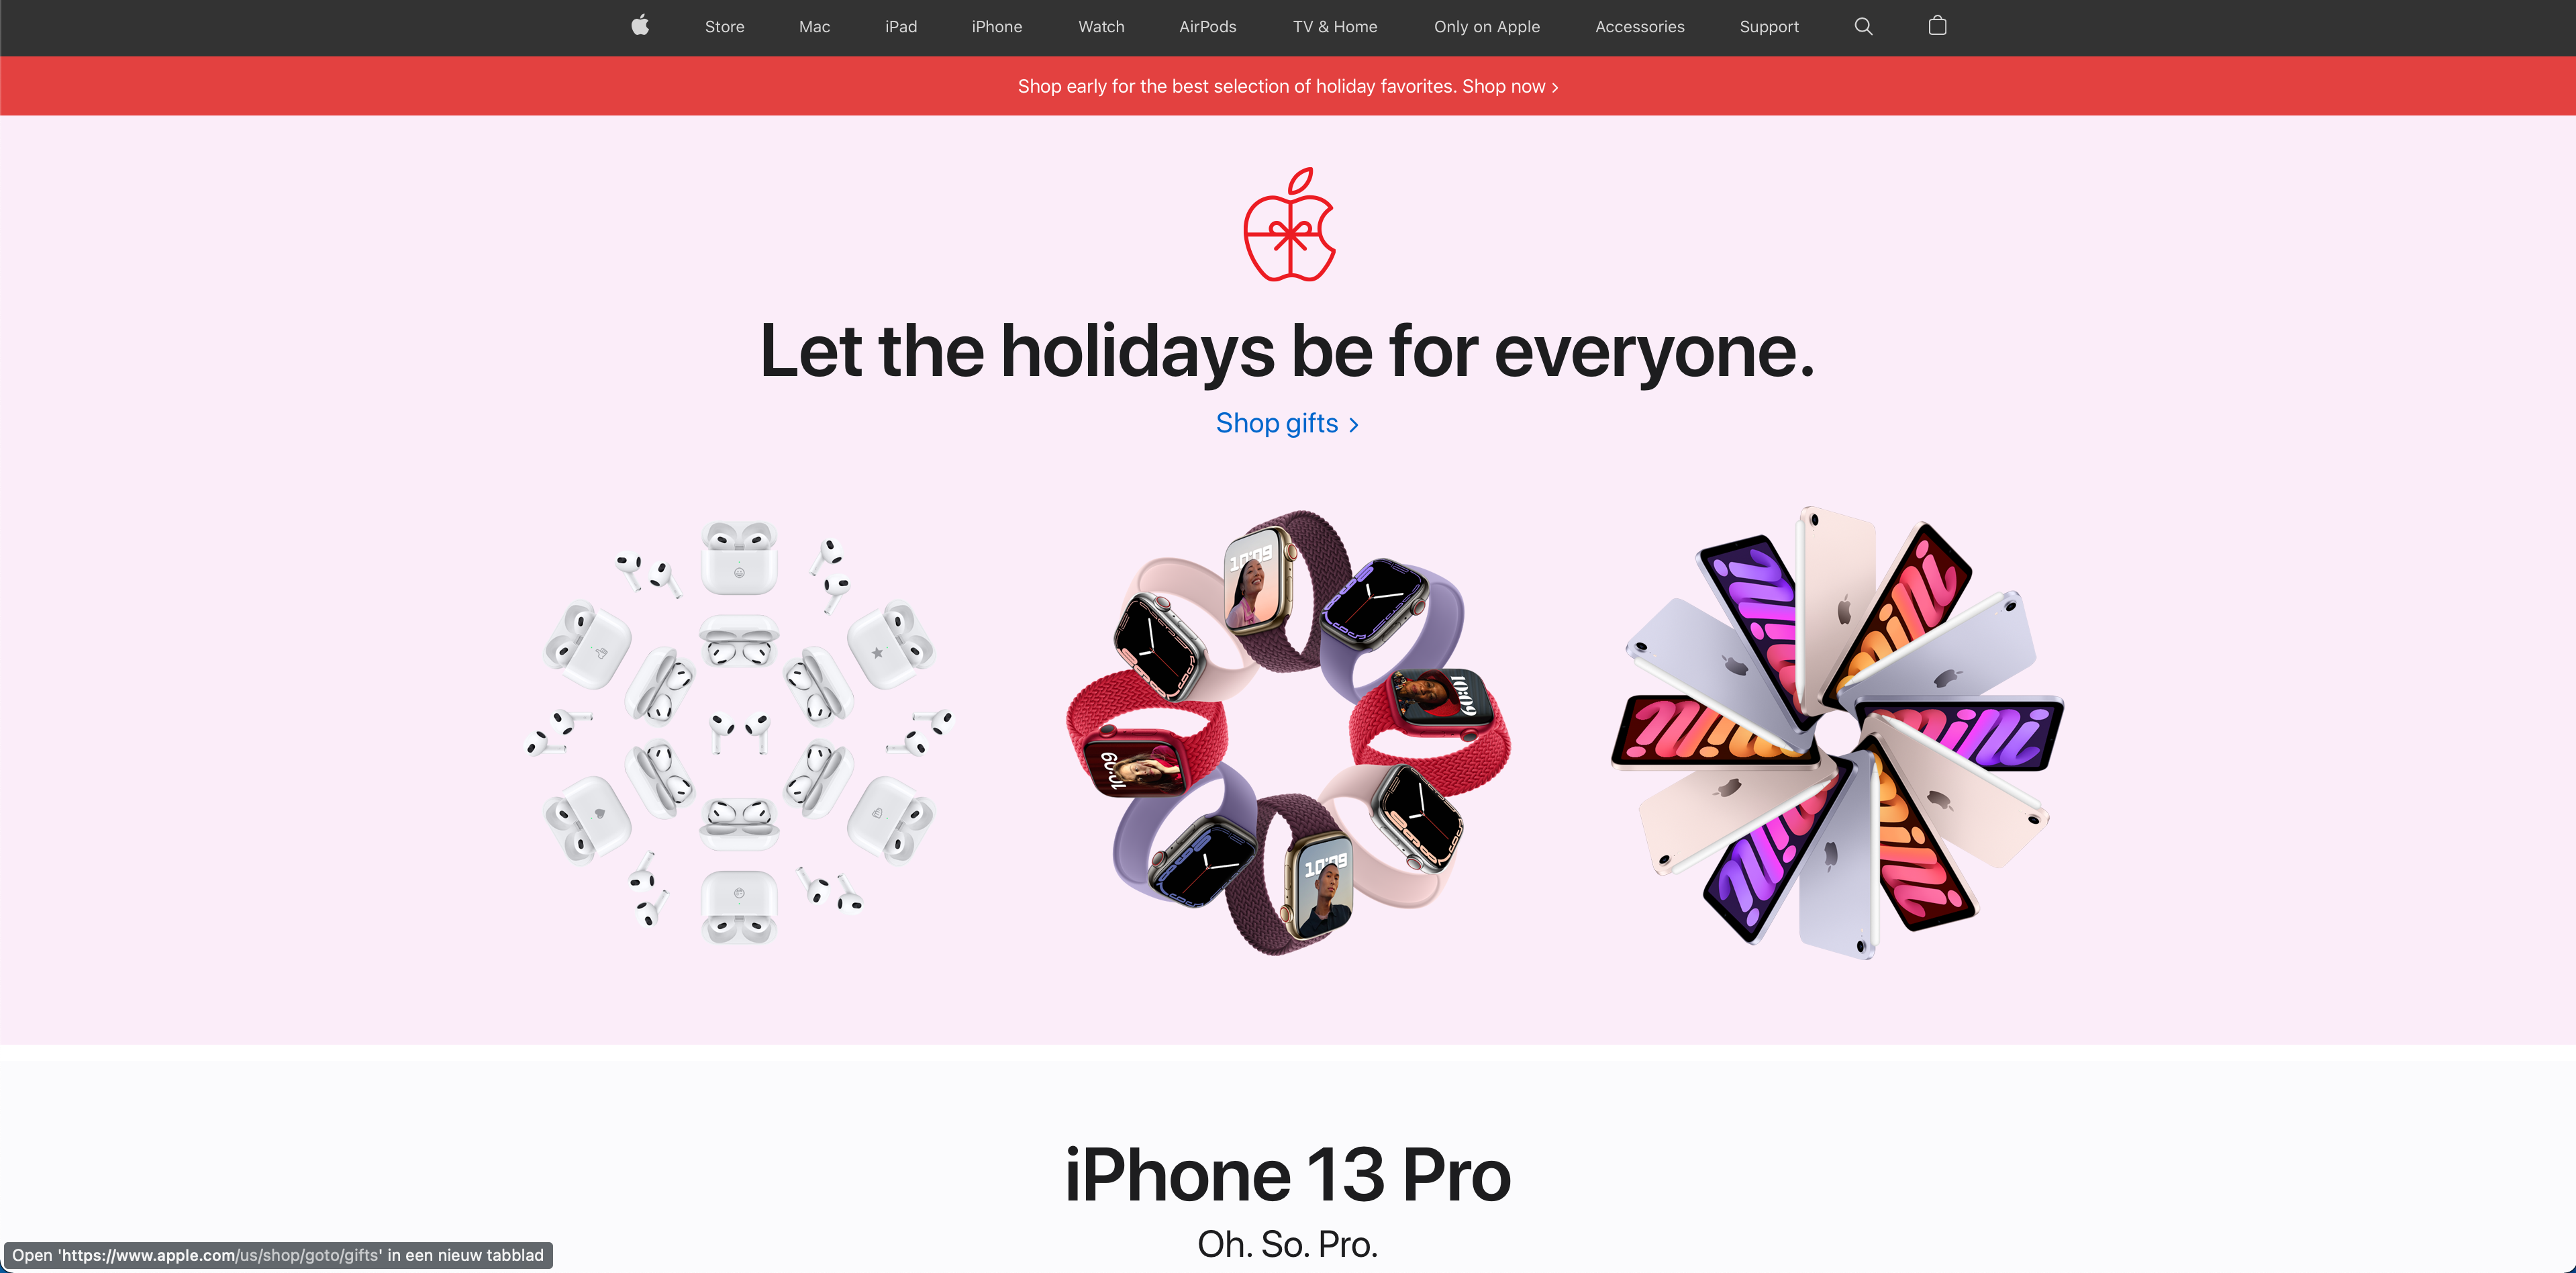 Store Mac iPad iPhone Watch AirPods TV & Home Only on Apple Accessories Support
Shop early for the best selection of holiday favorites. Shop now >
Let the holidays be for everyone.
Shop gifts >
10:09
10:09
10:09
10:09
iPhone 13 Pro
Oh. So. Pro.
Open 'https://www.apple.com/us/shop/goto/gifts' in een nieuw tabblad